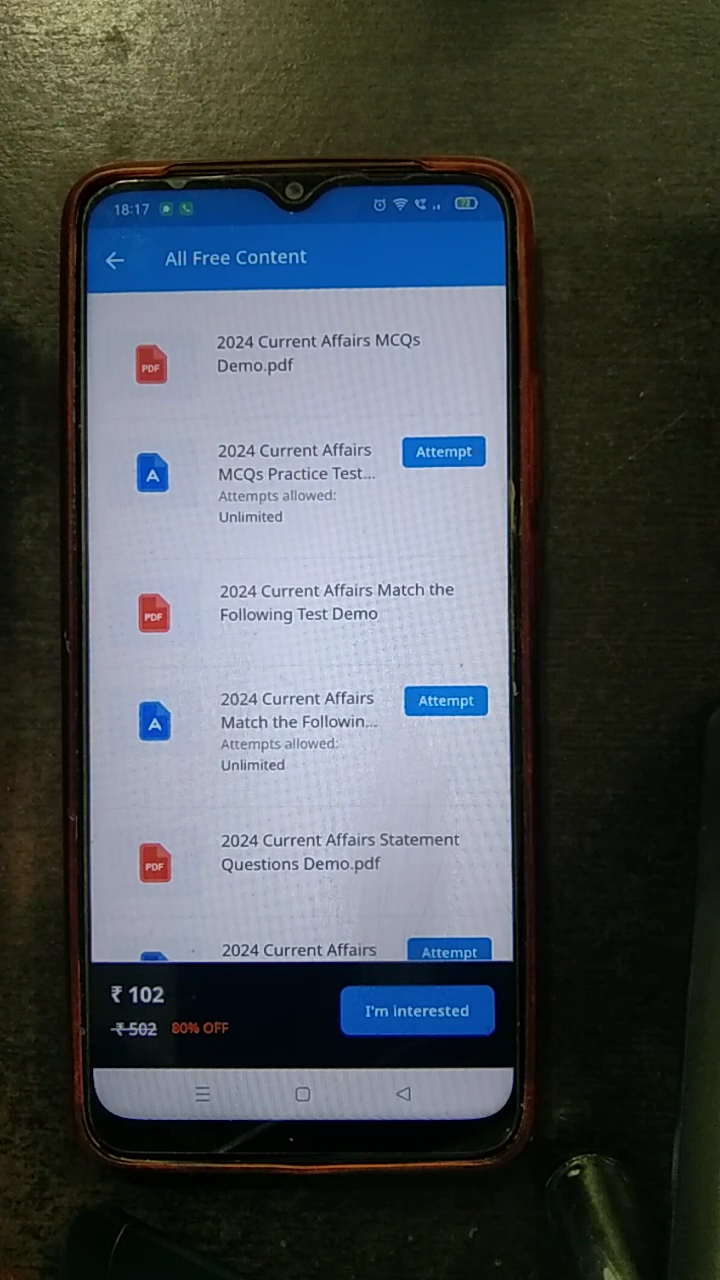 18:17
All Free Content
2024 Current Affairs MCQs
Demo.pdf
PDF
2024 Current Affairs
MCQs Practice Test...
Attempts allowed:
Unlimited
Attempt
A
2024 Current Affairs Match the
Following Test Demo
PDF
2024 Current Affairs
Match the Followin...
Attempts allowed:
Unlimited
Attempt
A
2024 Current Affairs Statement
Questions Demo.pdf
PDF
2024 Current Affairs
Attempt
₹ 102
₹ 502 80% OFF
I'm interested